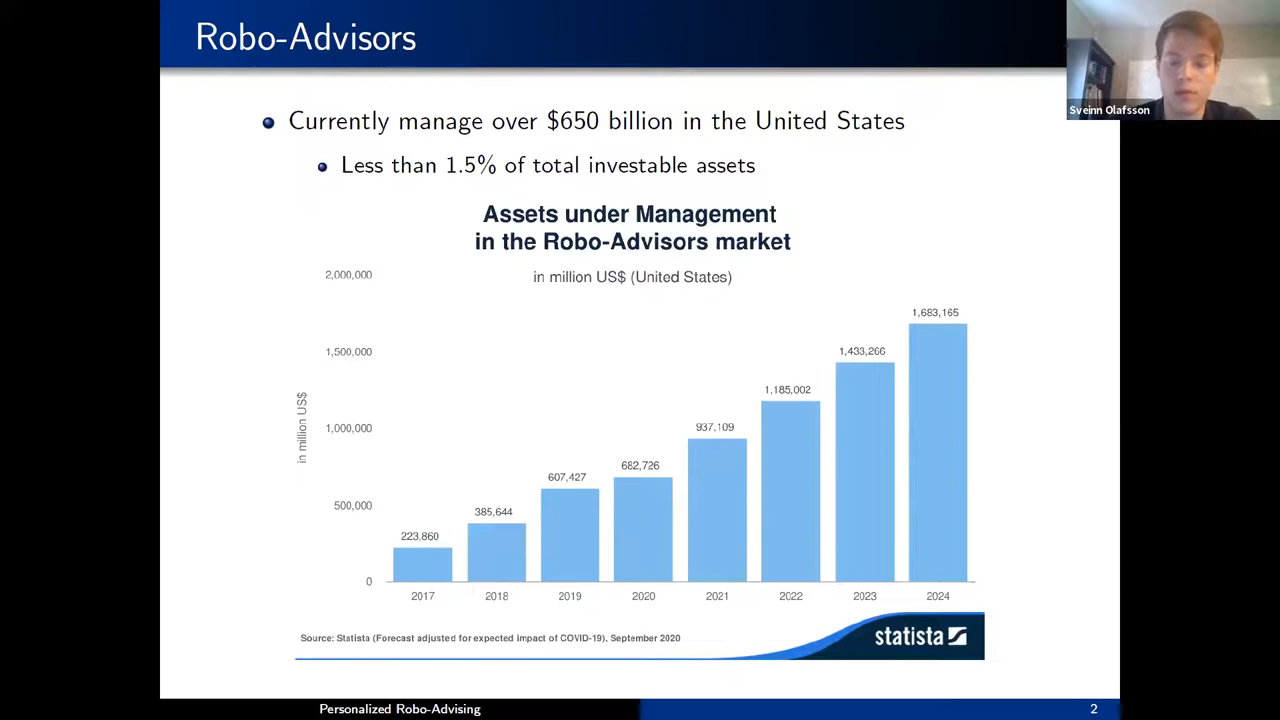 Robo-Advisors
Sveinn Olafsson
Currently manage over $650 billion in the United States
Less than 1.5% of total investable assets
Assets under Management
in the Robo-Advisors market
in million US$ (United States)
in million US$
2,000,000
1,500,000
1,000,000
500,000
0
223,860
385,644
607,427
682,726
937,109
1,185,002
1,433,266
1,683,165
2017 2018 2019 2020 2021 2022 2023 2024
Source: Statista (Forecast adjusted for expected impact of COVID-19), September 2020
statista
Personalized Robo-Advising
2